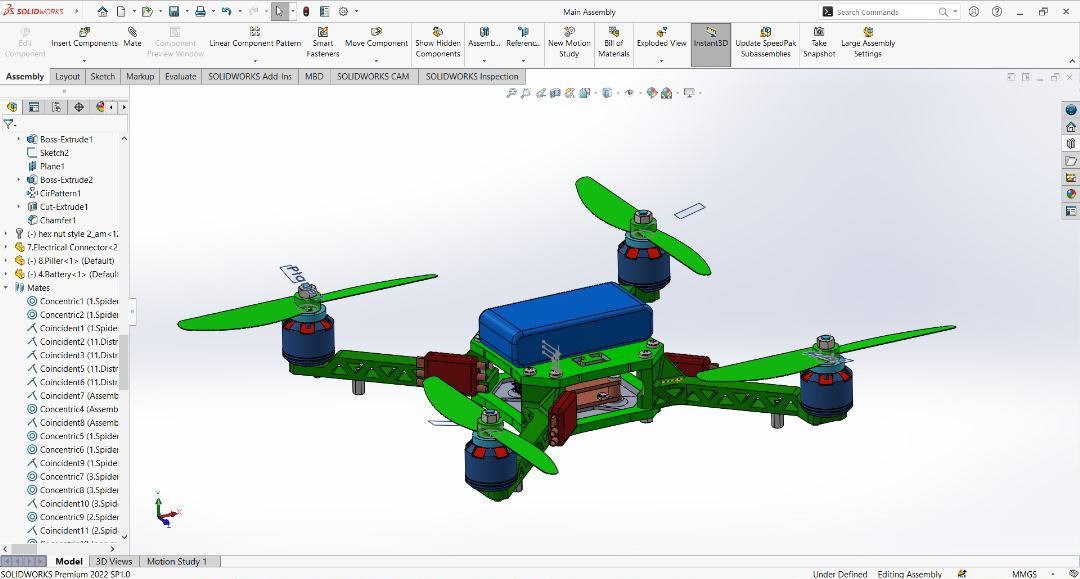 SOLIDWORKS
Main Assembly
Search Commands
Edit Component
Insert Components
Mate
Component Preview Window
Linear Component Pattern
Smart Fasteners
Move Component
Show Hidden Components
Assemb...
Referenc...
New Motion Study
Bill of Materials
Exploded View
Instant3D
Update SpeedPak Subassemblies
Take Snapshot
Large Assembly Settings
Assembly
Layout
Sketch
Markup
Evaluate
SOLIDWORKS Add-Ins
MBD
SOLIDWORKS CAM
SOLIDWORKS Inspection
Boss-Extrude1
Sketch2
Plane1
Boss-Extrude2
CirPattern1
Cut-Extrude1
Chamfer1
(-) hex nut style 2_am<12
7.Electrical Connector<2
(-) 8.Piller<1> (Default)
(-) 4.Battery<1> (Default
Mates
Concentric1 (1.Spider
Concentric2 (1.Spider
Coincident1 (1.Spider
Coincident2 (11.Distr
Coincident3 (11.Distr
Coincident5 (11.Distr
Coincident6 (11.Distr
Coincident7 (Assemb
Concentric4 (Assemb
Coincident8 (Assemb
Concentric5 (1.Spider
Concentric6 (1.Spider
Coincident9 (1.Spider
Concentric7 (3.Spider
Concentric8 (3.Spider
Coincident10 (3.Spid
Concentric9 (2.Spider
Coincident11 (2.Spid
Pla
Y
X
Model
3D Views
Motion Study 1
SOLIDWORKS Premium 2022 SP1.0
Under Defined
Editing Assembly
MMGS